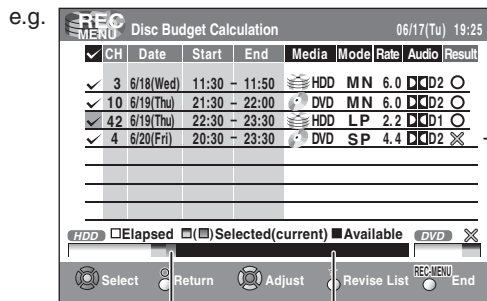 e.g.
REC MENU Disc Budget Calculation 06/17(Tu) 19:25
CH Date Start End Media Mode Rate Audio Result
3 6/18(Wed) 11:30 – 11:50 HDD MN 6.0 D2
10 6/19(Thu) 21:30 – 22:00 DVD MN 6.0 D2
42 6/19(Thu) 22:30 – 23:30 HDD LP 2.2 D1
4 6/20(Fri) 20:30 – 23:30 DVD SP 4.4 D2
HDD Elapsed ( )Selected(current) Available DVD
Select Return Adjust Revise List REC-MENU End